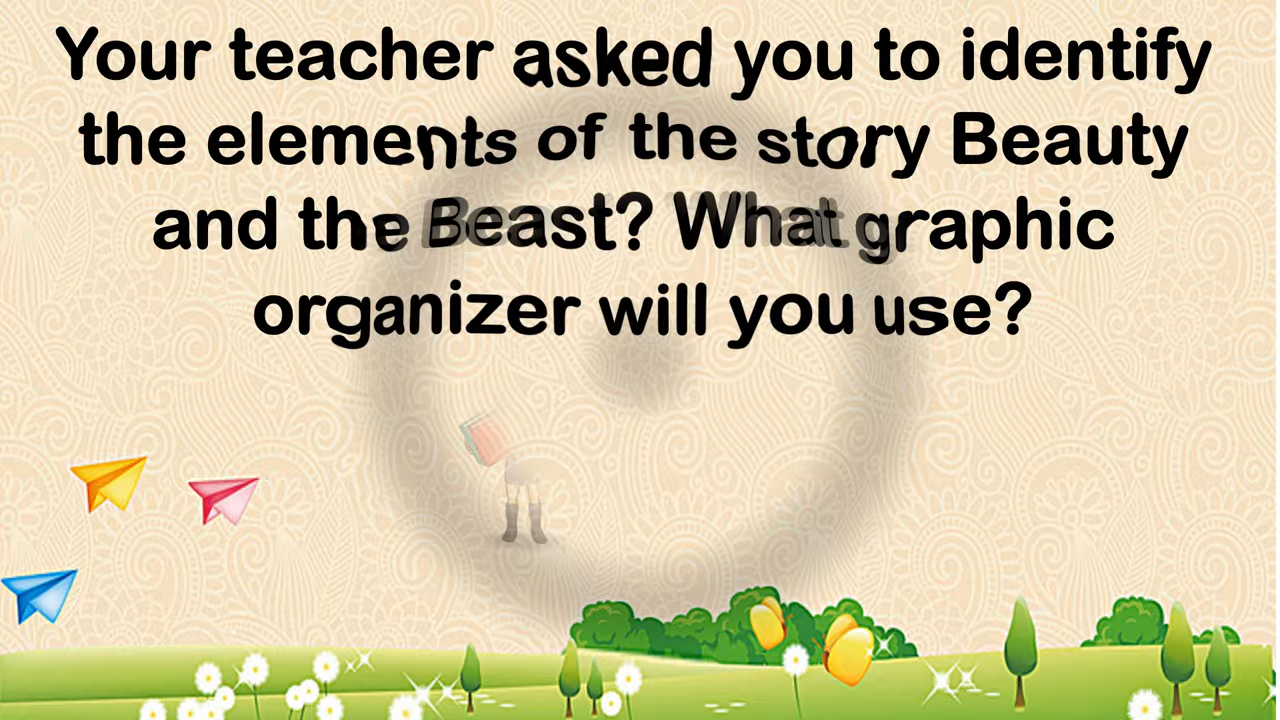 Your teacher asked you to identify
the elements of the story Beauty
and the Beast? What graphic
organizer will you use?